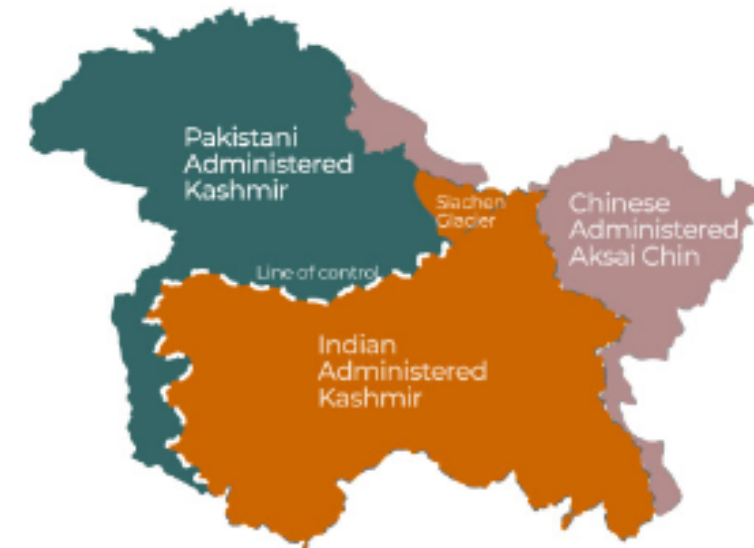 Pakistani
Administered
Kashmir
Siachen
Glacier
Chinese
Administered
Aksai Chin
Line of control
Indian
Administered
Kashmir